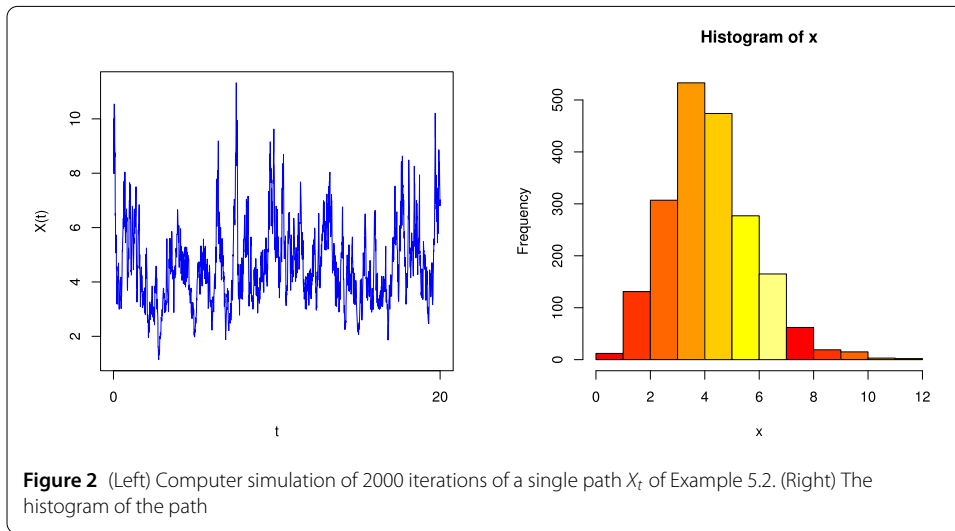 Histogram of x
X(t)
10
8
6
4
2
0
20
t
Frequency
500
400
300
200
100
0
0
2
4
6
8
10
12
x
Figure 2 (Left) Computer simulation of 2000 iterations of a single path Xt of Example 5.2. (Right) The
histogram of the path